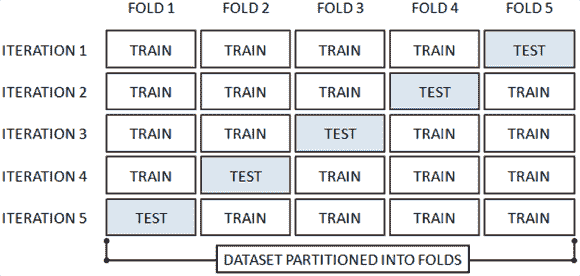 FOLD 1 FOLD 2 FOLD 3 FOLD 4 FOLD 5
ITERATION 1 TRAIN TRAIN TRAIN TRAIN TEST
ITERATION 2 TRAIN TRAIN TRAIN TEST TRAIN
ITERATION 3 TRAIN TRAIN TEST TRAIN TRAIN
ITERATION 4 TRAIN TEST TRAIN TRAIN TRAIN
ITERATION 5 TEST TRAIN TRAIN TRAIN TRAIN
DATASET PARTITIONED INTO FOLDS